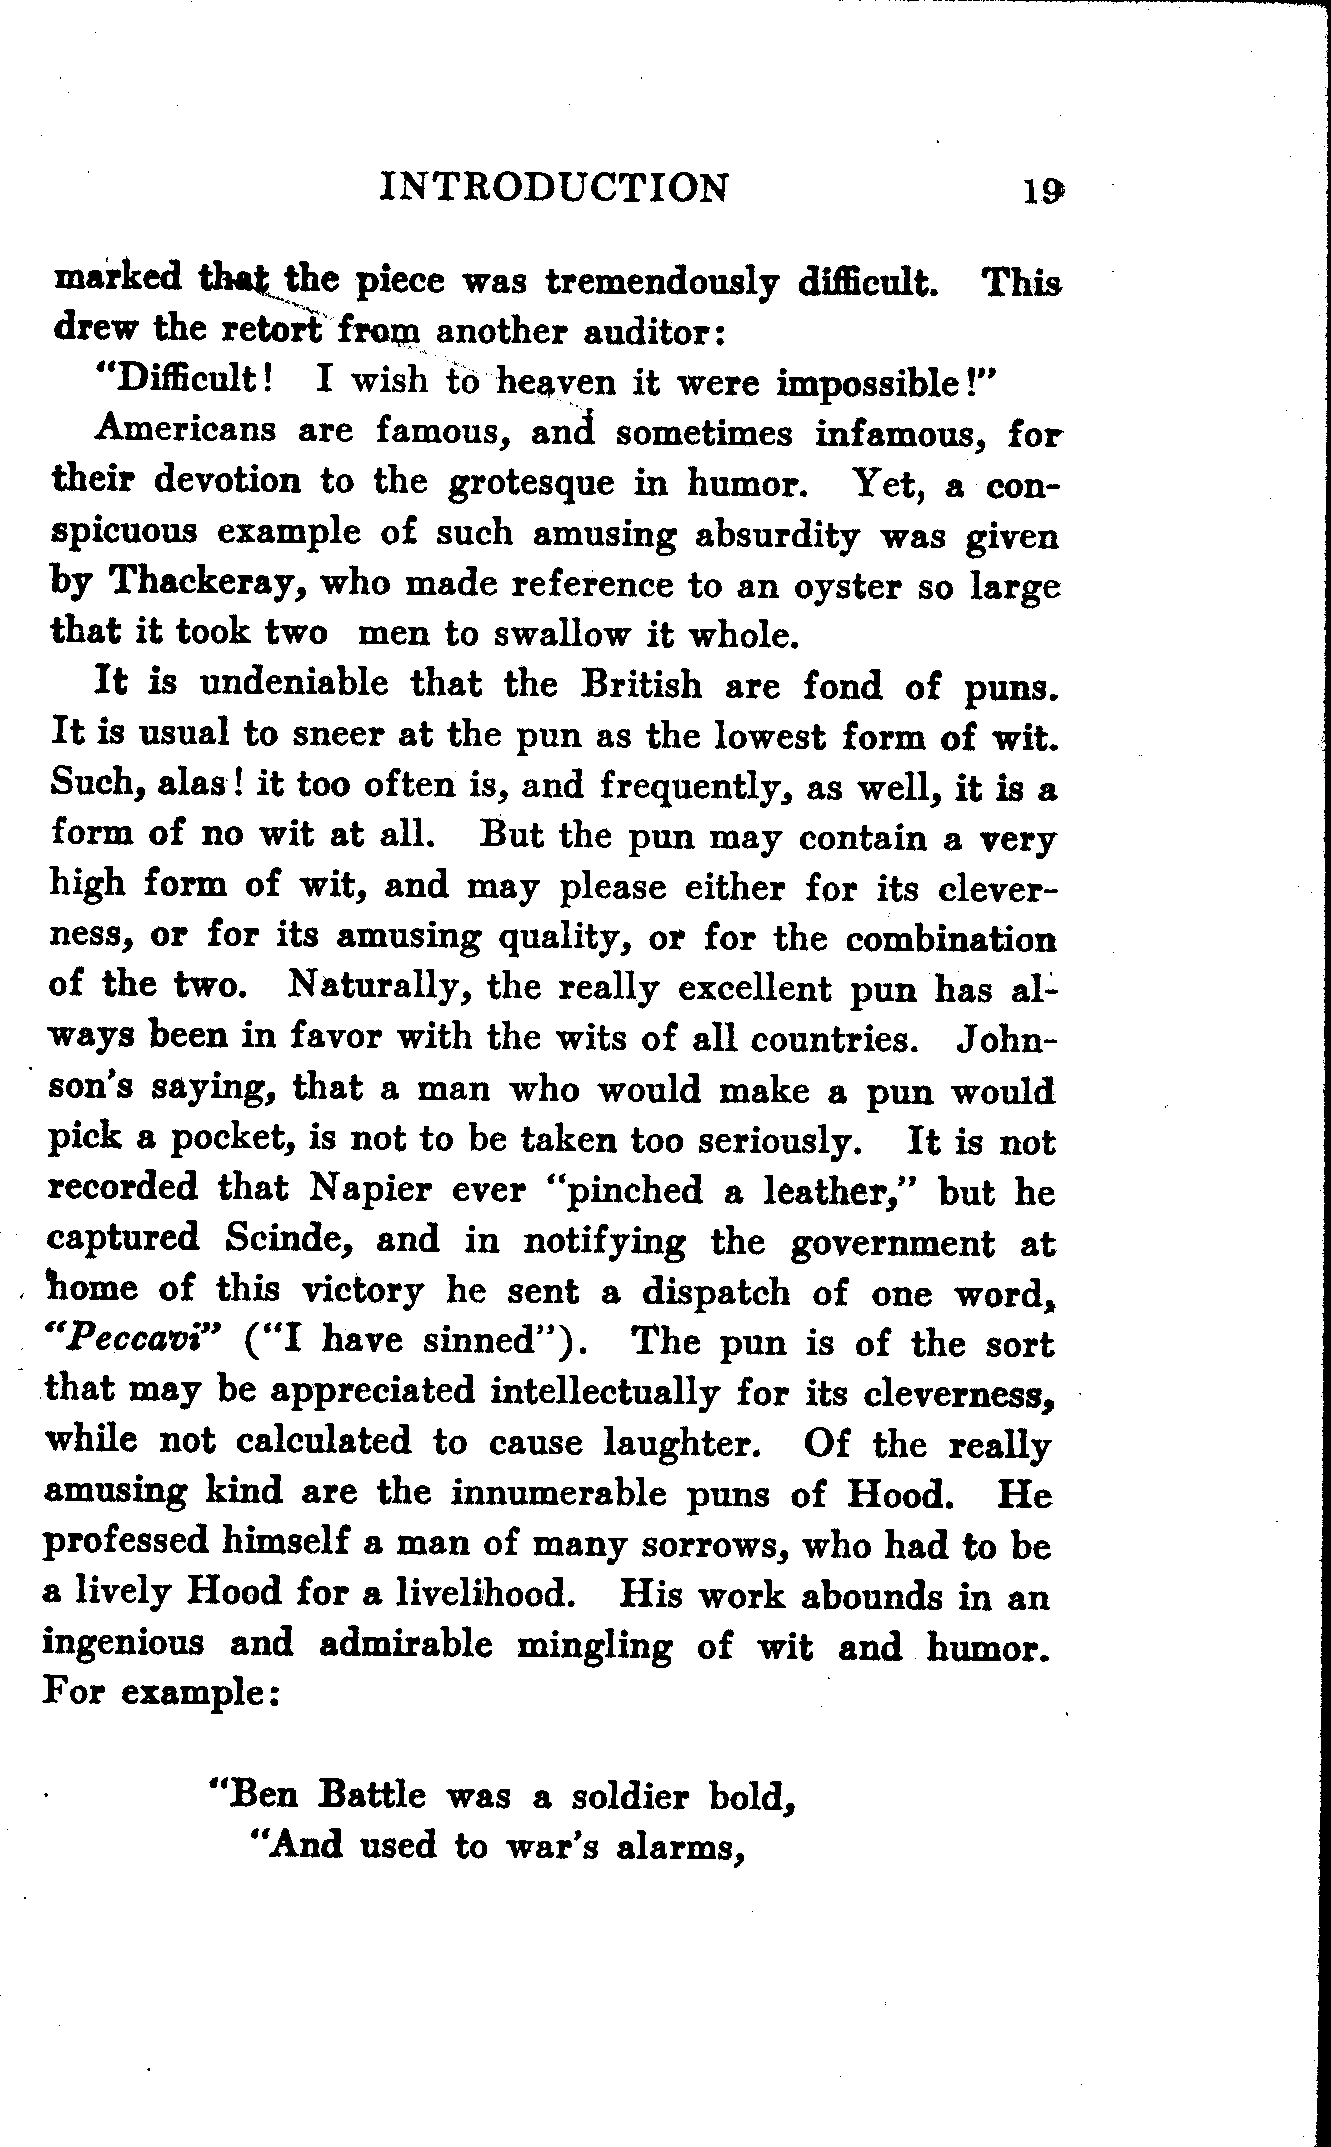 INTRODUCTION 19
marked that the piece was tremendously difficult. This
drew the retort from another auditor:
"Difficult! I wish to heaven it were impossible!"
Americans are famous, and sometimes infamous, for
their devotion to the grotesque in humor. Yet, a con-
spicuous example of such amusing absurdity was given
by Thackeray, who made reference to an oyster so large
that it took two men to swallow it whole.
It is undeniable that the British are fond of puns.
It is usual to sneer at the pun as the lowest form of wit.
Such, alas! it too often is, and frequently, as well, it is a
form of no wit at all. But the pun may contain a very
high form of wit, and may please either for its clever-
ness, or for its amusing quality, or for the combination
of the two. Naturally, the really excellent pun has al-
ways been in favor with the wits of all countries. John-
son's saying, that a man who would make a pun would
pick a pocket, is not to be taken too seriously. It is not
recorded that Napier ever "pinched a leather," but he
captured Scinde, and in notifying the government at
home of this victory he sent a dispatch of one word,
"Peccavi" ("I have sinned"). The pun is of the sort
that may be appreciated intellectually for its cleverness,
while not calculated to cause laughter. Of the really
amusing kind are the innumerable puns of Hood. He
professed himself a man of many sorrows, who had to be
a lively Hood for a livelihood. His work abounds in an
ingenious and admirable mingling of wit and humor.
For example:
"Ben Battle was a soldier bold,
"And used to war's alarms,